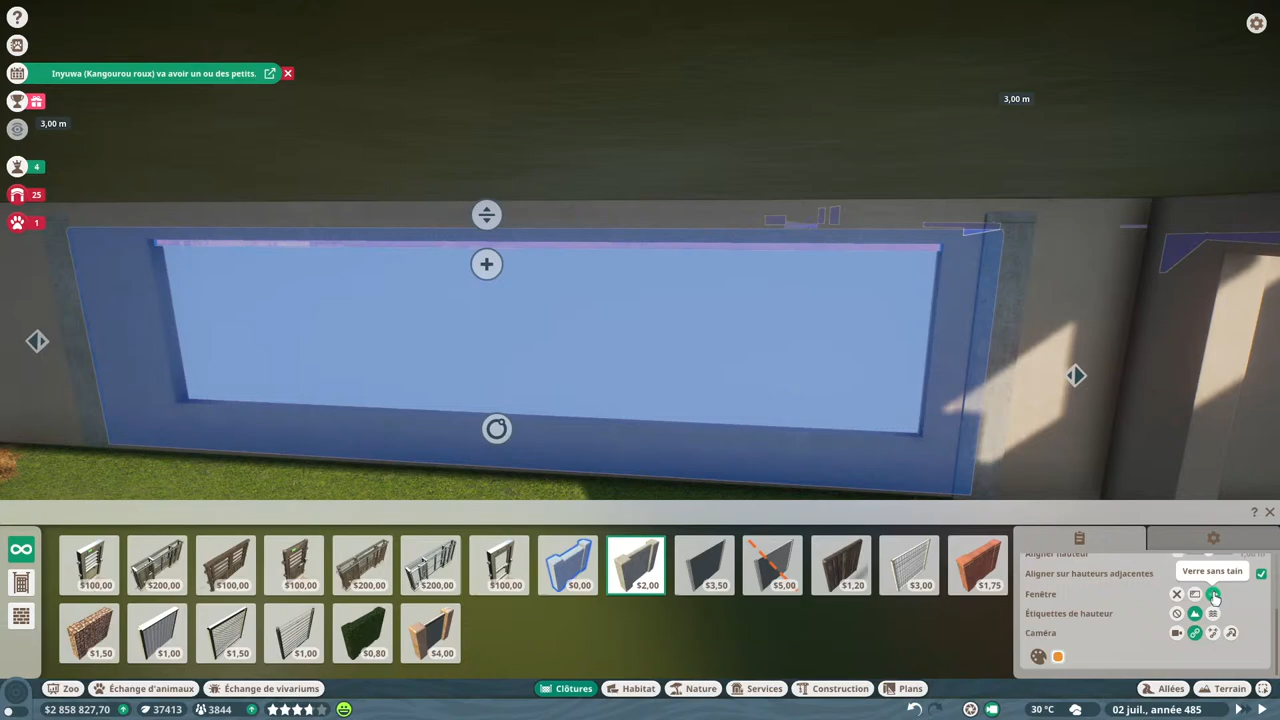 ?
Inyuwa (Kangourou roux) va avoir un ou des petits.
3,00 m
3,00 m
4
25
1
?
$100,00
$200,00
$100,00
$100,00
$200,00
$200,00
$100,00
$0,00
$2,00
$3,50
$5,00
$1,20
$3,00
$1,75
$1,50
$1,00
$1,50
$1,00
$0,80
$4,00
Aligner sur hauteurs adjacentes
Verre sans tain
Fenêtre
Étiquettes de hauteur
Caméra
Zoo
Échange d'animaux
Échange de vivariums
Clôtures
Habitat
Nature
Services
Construction
Plans
Allées
Terrain
$2 858 827,70
37413
3844
30 °C
02 juil., année 485